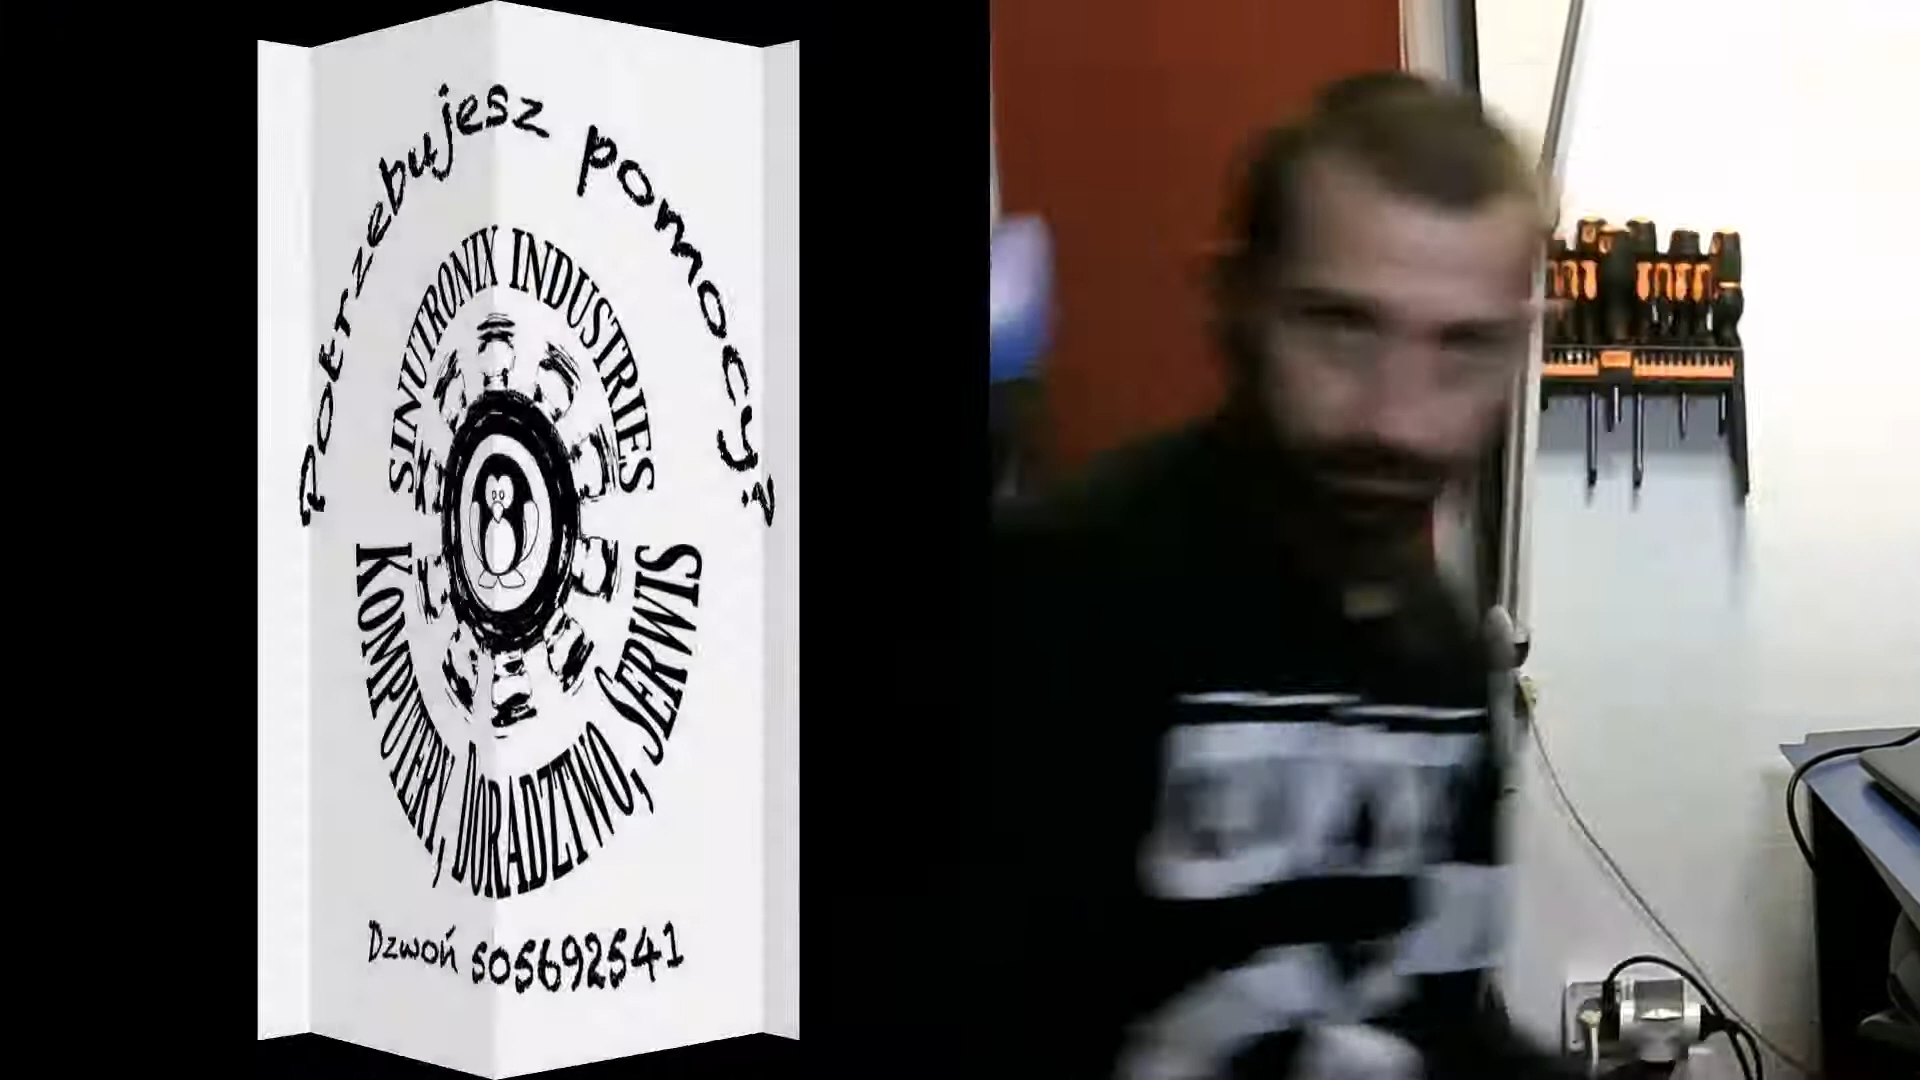 Potrzebujesz pomocy?
SINUTRONIX INDUSTRIES
KOMPUTERY, DORADZTWO, SERWIS
Dzwoń 505692541